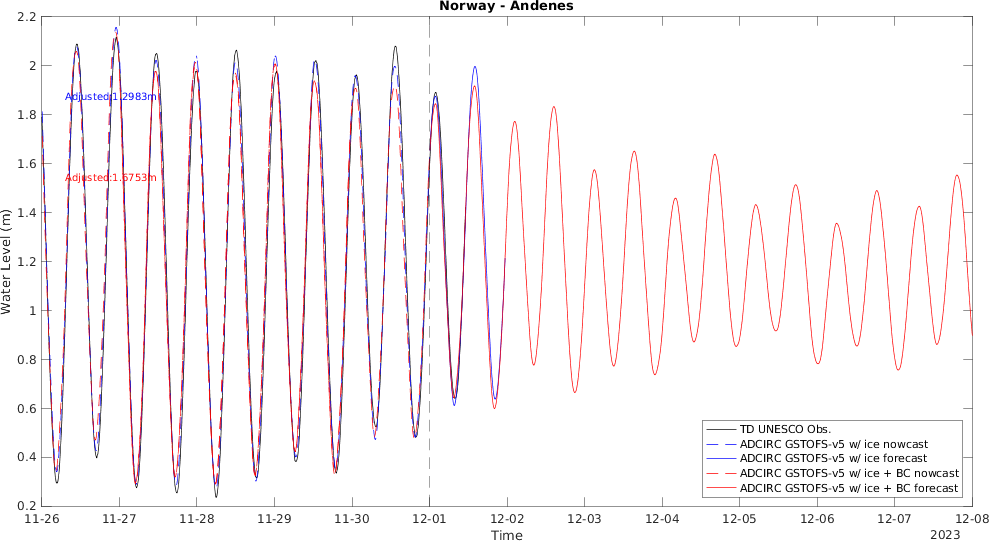 Norway - Andenes
2.2
2
1.8
1.6
1.4
1.2
1
0.8
0.6
0.4
0.2
Water Level (m)
Adjusted:1.2983m
Adjusted:1.6753m
TD UNESCO Obs.
ADCIRC GSTOFS-v5 w/ ice nowcast
ADCIRC GSTOFS-v5 w/ ice forecast
ADCIRC GSTOFS-v5 w/ ice + BC nowcast
ADCIRC GSTOFS-v5 w/ ice + BC forecast
11-26 11-27 11-28 11-29 11-30 12-01 12-02 12-03 12-04 12-05 12-06 12-07 12-08
Time
2023